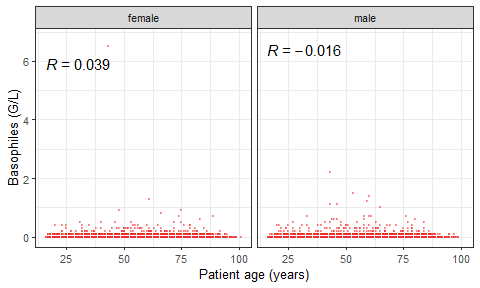 female male
R = 0.039
R = −0.016
Basophiles (G/L)
6
4
2
0
25 50 75 100 25 50 75 100
Patient age (years)